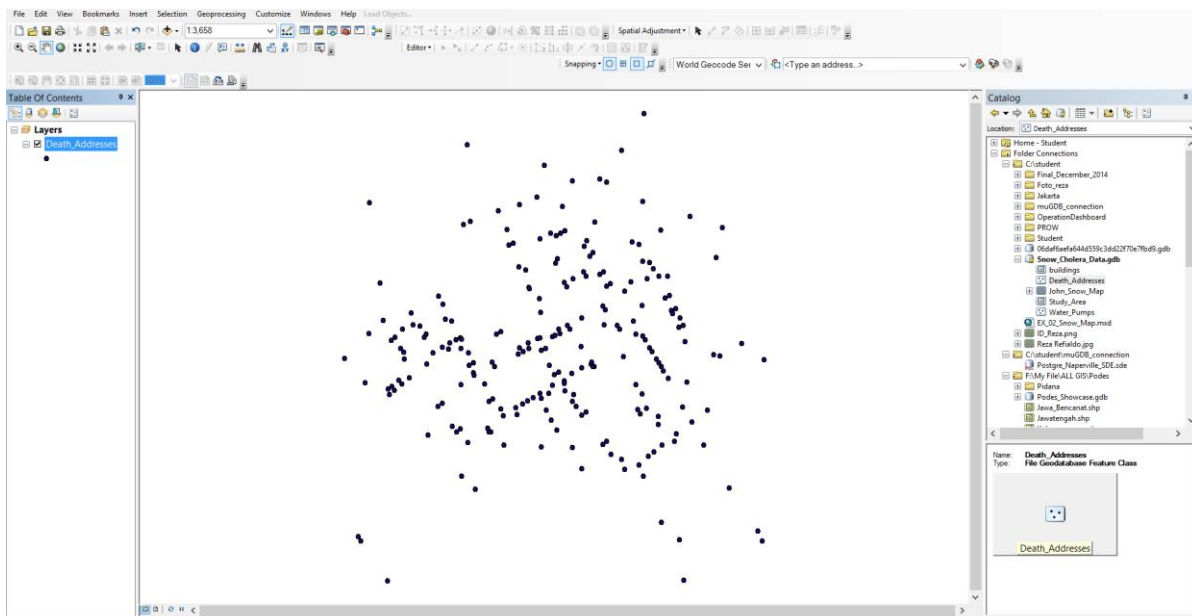 File Edit View Bookmarks Insert Selection Geoprocessing Customize Windows Help Load Objects...
1:3,658 Spatial Adjustment
Editor
Snapping World Geocode Ser <Type an address...>
Table Of Contents
Layers
Death_Addresses
Catalog
Location: Death_Addresses
Home - Student
Folder Connections
C:\student
Final_December_2014
Foto_reza
Jakarta
muGDB_connection
OperationDashboard
PROW
Student
Snow_Cholera_Data.gdb
buildings
Death_Addresses
John_Snow_Map
Study_Area
Water_Pumps
EX_02_Snow_Map.mxd
ID_Reza.png
Reza Refialdo.jpg
C:\student\muGDB_connection
Postgre_Naperville_SDE.sde
F:\My File\ALL GIS\Podes
Pidana
Podes_Showcase.gdb
Jawa_Bencanat.shp
Jawatengah.shp
Name: Death_Addresses
Type: File Geodatabase Feature Class
Death_Addresses